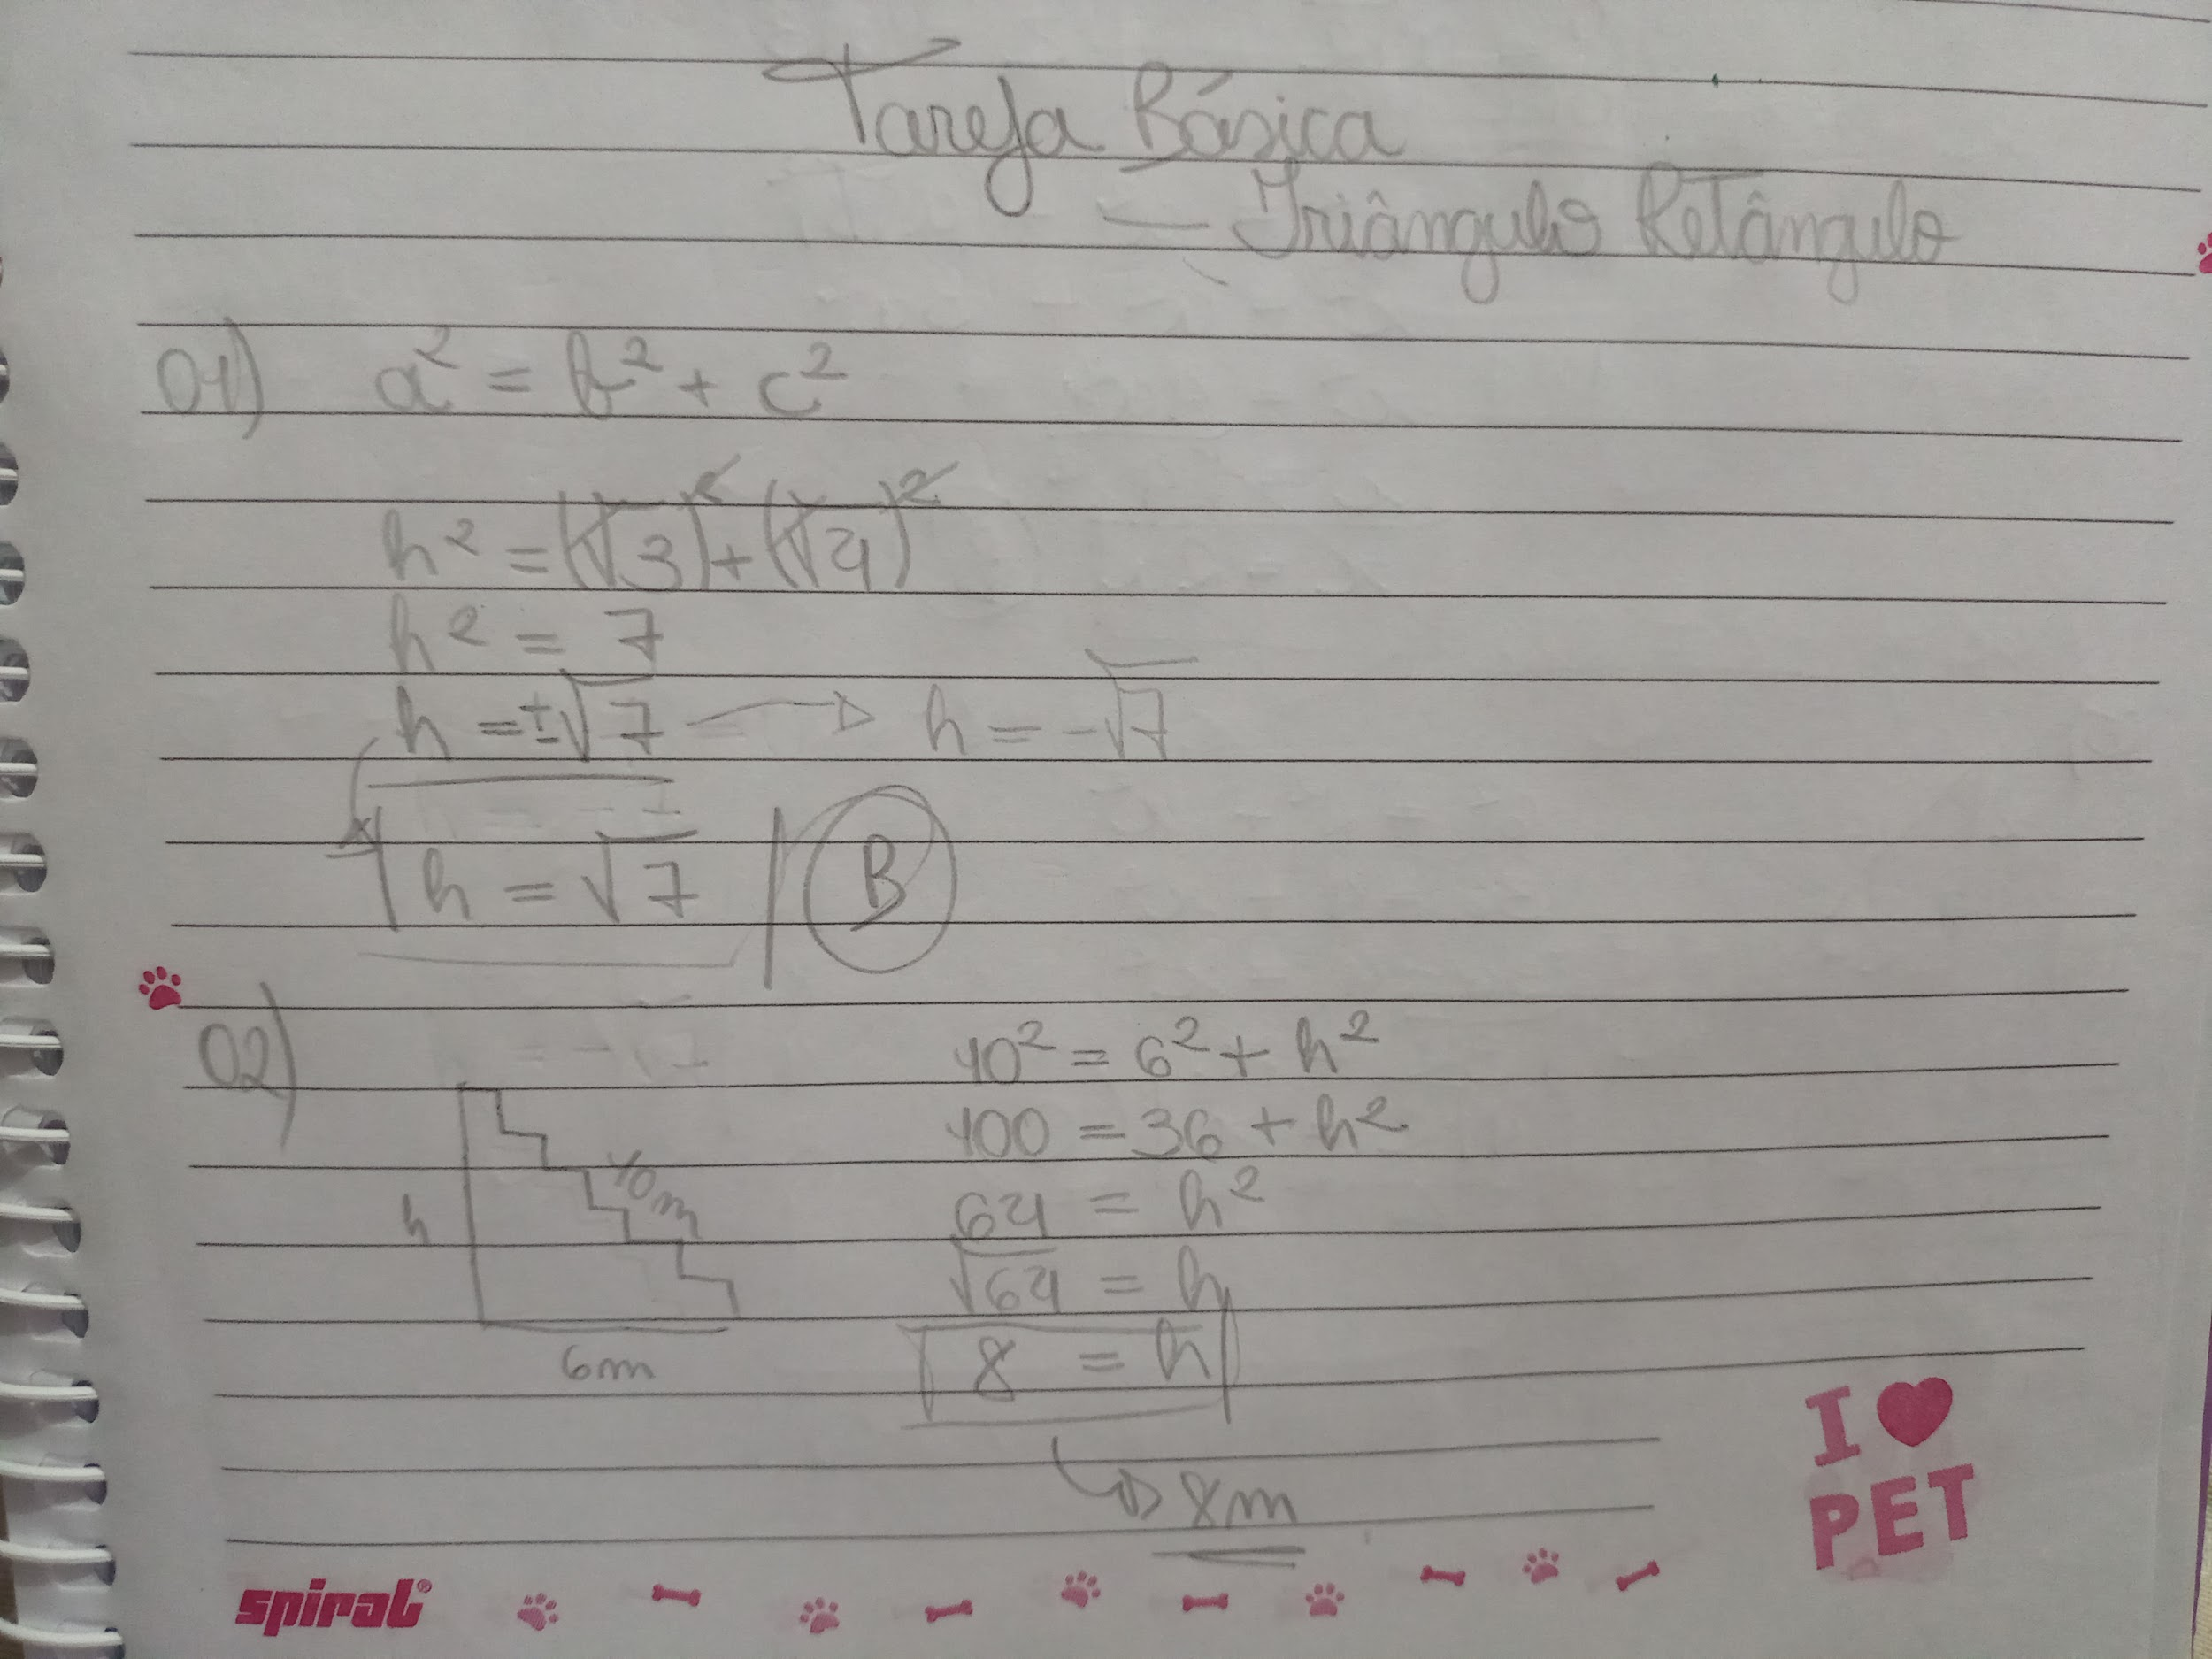 Tarefa Básica
— Triângulo Retângulo
01) a² = b² + c²
h² = (√3)² + (√4)²
h² = 7
h = ±√7 → h = -√7
h = √7 B
02)
10² = 6² + h²
100 = 36 + h²
10m
h
64 = h²
√64 = h
8 = h
6m
8m
I ♥
PET
spiral®